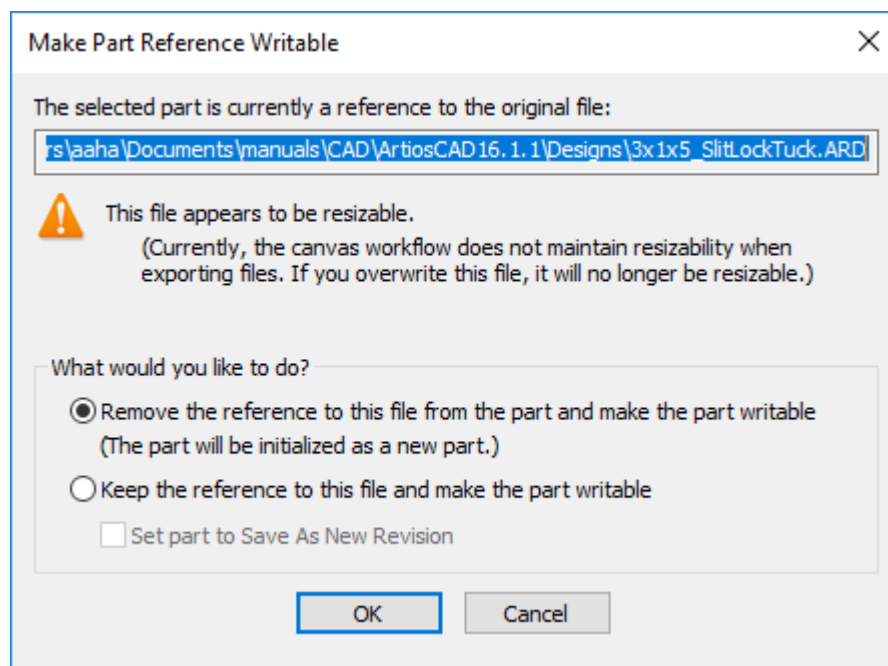 Make Part Reference Writable
The selected part is currently a reference to the original file:
rs\aaha\Documents\manuals\CAD\ArtiosCAD16.1.1\Designs\3x1x5_SlitLockTuck.ARD
This file appears to be resizable.
(Currently, the canvas workflow does not maintain resizability when
exporting files. If you overwrite this file, it will no longer be resizable.)
What would you like to do?
Remove the reference to this file from the part and make the part writable
(The part will be initialized as a new part.)
Keep the reference to this file and make the part writable
Set part to Save As New Revision
OK Cancel